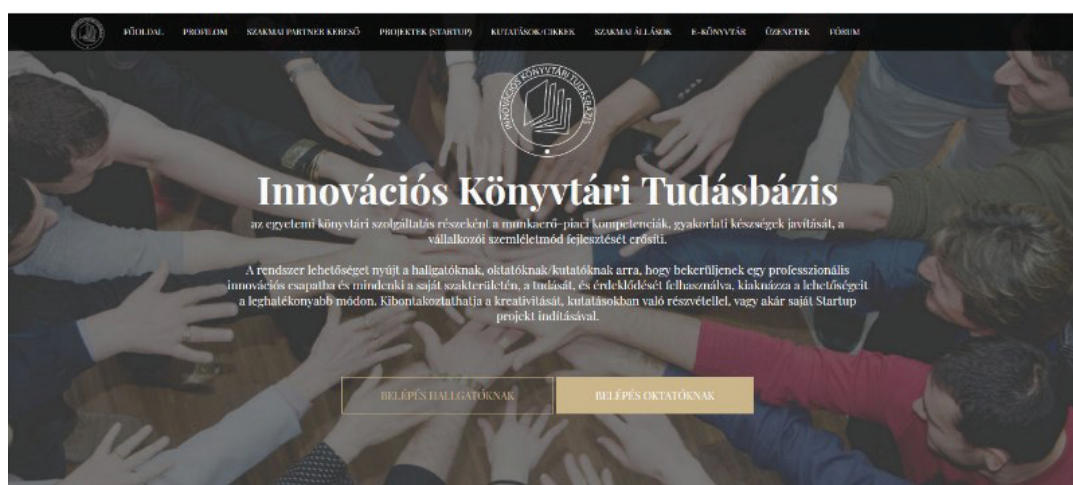 FŐOLDAL PROFILOM SZAKMAI PARTNER KERESŐ PROJEKTEK (STARTUP) KUTATÁSOK/CIKKEK SZAKMAI ÁLLÁSOK E-KÖNYVTÁR ÜZENETEK FÓRUM
INNOVÁCIÓS KÖNYVTÁRI TUDÁSBÁZIS
Innovációs Könyvtári Tudásbázis
az egyetemi könyvtári szolgáltatás részeként a munkaerő-piaci kompetenciák, gyakorlati készségek javítását, a
vállalkozói szemléletmód fejlesztését erősíti.
A rendszer lehetőséget nyújt a hallgatóknak, oktatóknak/kutatóknak arra, hogy bekerüljenek egy professzionális
innovációs csapatba és mindenki a saját szakterületén, a tudását, és érdeklődését felhasználva, kiaknázza a lehetőségeit
a leghatékonyabb módon. Kibontakoztathatja a kreativitását, kutatásokban való részvétellel, vagy akár saját Startup
projekt indításával.
BELÉPÉS HALLGATÓKNAK BELÉPÉS OKTATÓKNAK